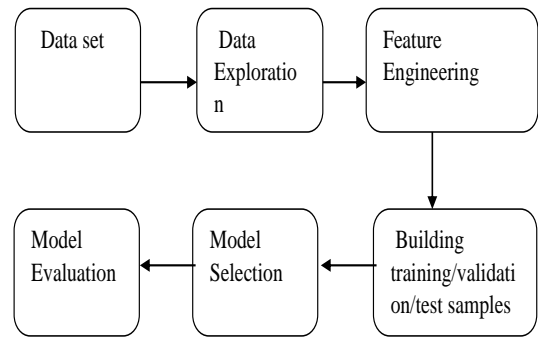 Data set
Data
Exploratio
n
Feature
Engineering
Building
training/validati
on/test samples
Model
Selection
Model
Evaluation